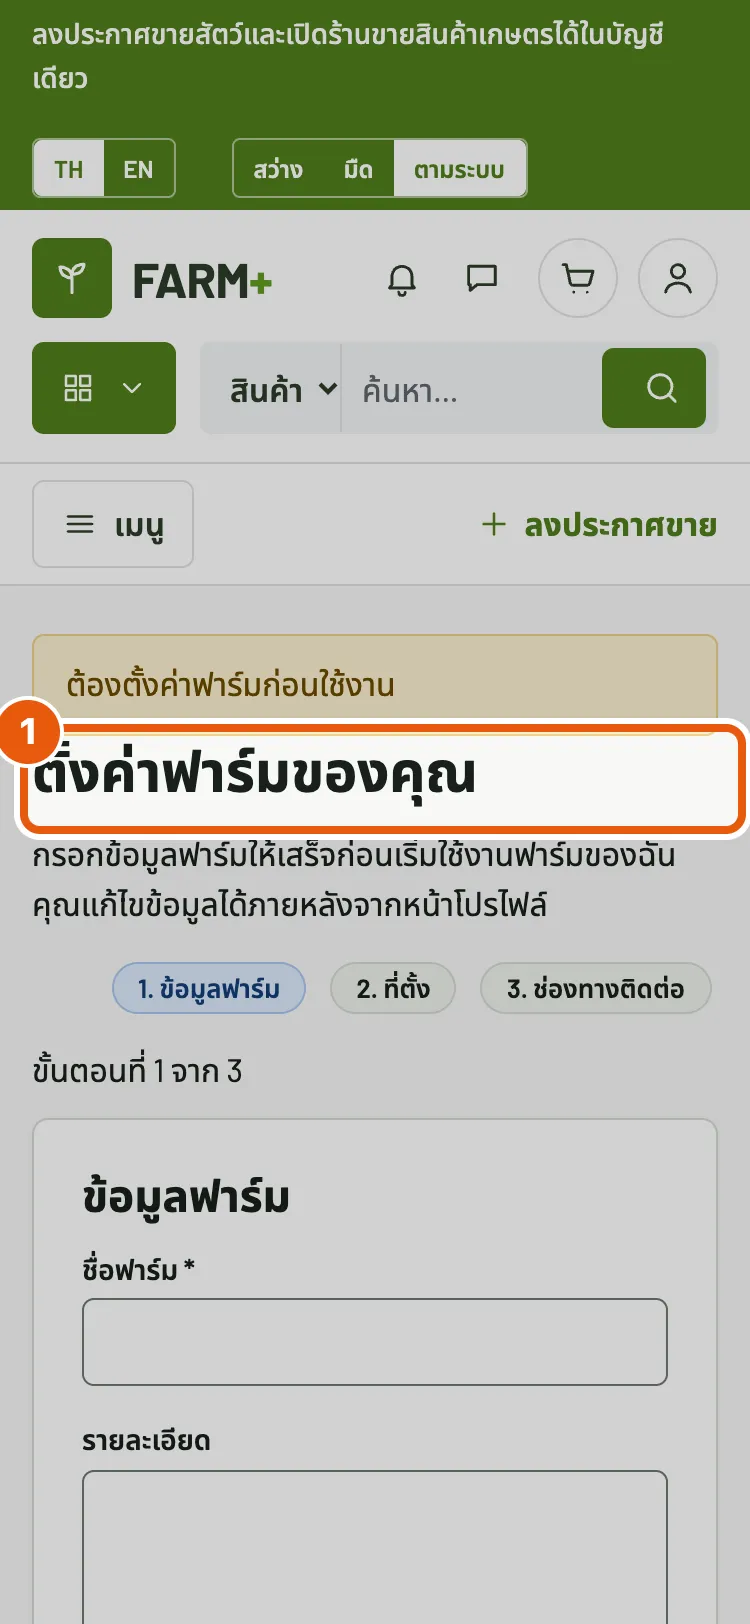 ลงประกาศขายสัตว์และเปิดร้านขายสินค้าเกษตรได้ในบัญชี
เดียว
TH EN สว่าง มืด ตามระบบ
FARM+
สินค้า ค้นหา...
เมนู + ลงประกาศขาย
ต้องตั้งค่าฟาร์มก่อนใช้งาน
1
ตั้งค่าฟาร์มของคุณ
กรอกข้อมูลฟาร์มให้เสร็จก่อนเริ่มใช้งานฟาร์มของฉัน
คุณแก้ไขข้อมูลได้ภายหลังจากหน้าโปรไฟล์
1. ข้อมูลฟาร์ม 2. ที่ตั้ง 3. ช่องทางติดต่อ
ขั้นตอนที่ 1 จาก 3
ข้อมูลฟาร์ม
ชื่อฟาร์ม *
รายละเอียด